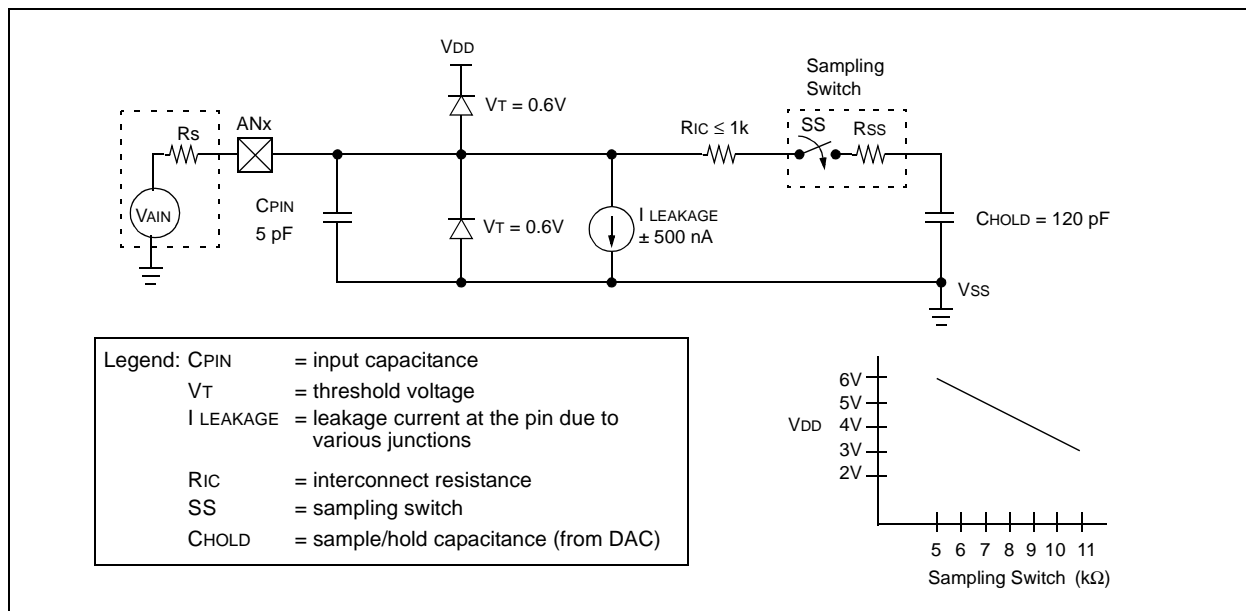 VDD
Sampling
Switch
VT = 0.6V
ANx
RS
RIC ≤ 1k
SS
RSS
VAIN
CPIN
5 pF
VT = 0.6V
I LEAKAGE
± 500 nA
CHOLD = 120 pF
VSS
Legend: CPIN = input capacitance
VT = threshold voltage
I LEAKAGE = leakage current at the pin due to
various junctions
RIC = interconnect resistance
SS = sampling switch
CHOLD = sample/hold capacitance (from DAC)
6V
5V
VDD 4V
3V
2V
5 6 7 8 9 10 11
Sampling Switch (kΩ)